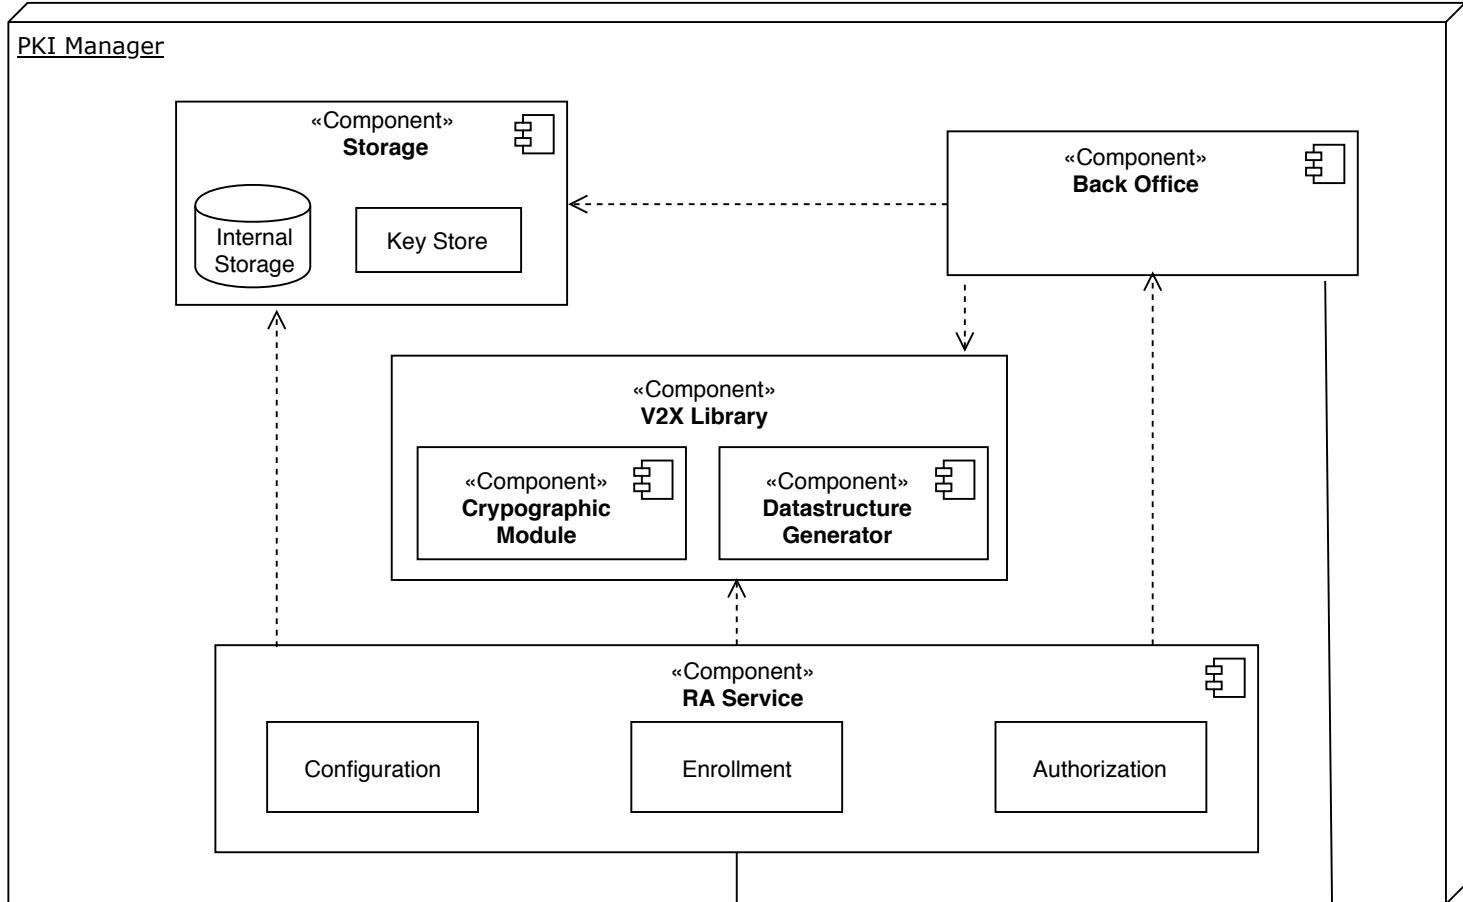 PKI Manager
«Component»
Storage
Internal
Storage
Key Store
«Component»
Back Office
«Component»
V2X Library
«Component»
Crypographic
Module
«Component»
Datastructure
Generator
«Component»
RA Service
Configuration
Enrollment
Authorization